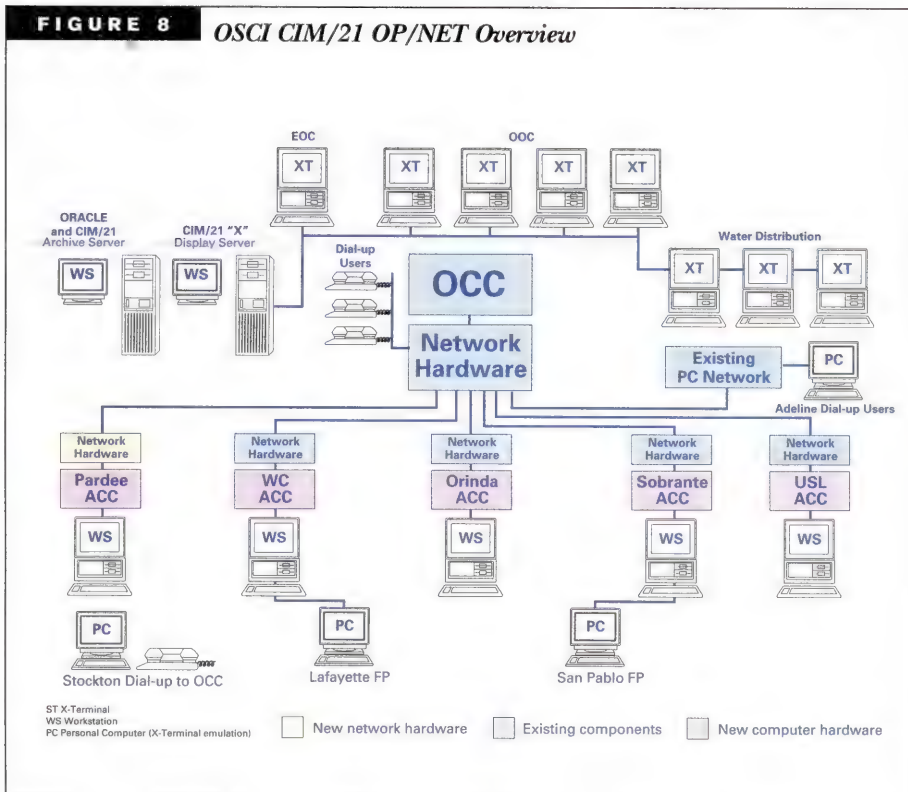 FIGURE 8
OSCI CIM/21 OP/NET Overview
EOC
OOC
XT
XT
XT
XT
XT
ORACLE
and CIM/21
Archive Server
CIM/21 "X"
Display Server
WS
WS
Dial-up
Users
Water Distribution
XT
XT
XT
OCC
Network
Hardware
Existing
PC Network
PC
Adeline Dial-up Users
Network
Hardware
Network
Hardware
Network
Hardware
Network
Hardware
Network
Hardware
Pardee
ACC
WC
ACC
Orinda
ACC
Sobrante
ACC
USL
ACC
WS
WS
WS
WS
WS
PC
PC
PC
Stockton Dial-up to OCC
Lafayette FP
San Pablo FP
ST X-Terminal
WS Workstation
PC Personal Computer (X-Terminal emulation)
New network hardware
Existing components
New computer hardware